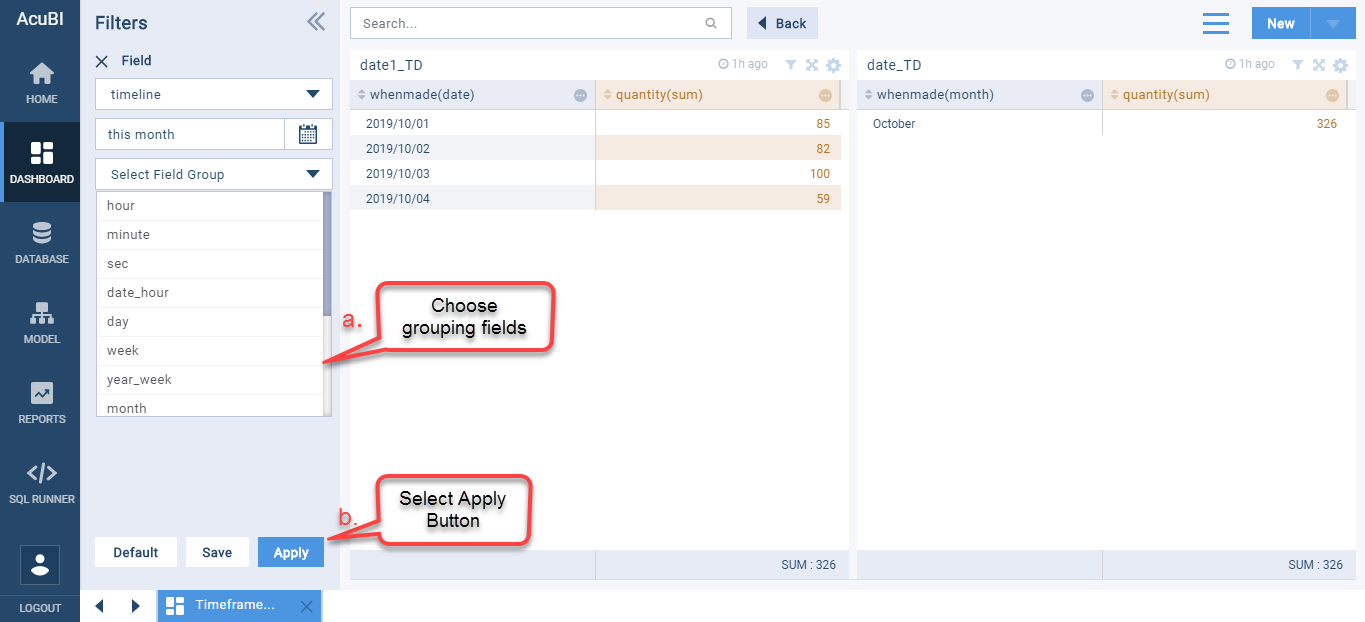 AcuBI
HOME
DASHBOARD
DATABASE
MODEL
REPORTS
SQL RUNNER
LOGOUT
Filters
Field
timeline
this month
Select Field Group
hour
minute
sec
date_hour
day
week
year_week
month
Default Save Apply
Search...
Back
New
date1_TD 1h ago
whenmade(date) quantity(sum)
2019/10/01 85
2019/10/02 82
2019/10/03 100
2019/10/04 59
SUM : 326
date_TD 1h ago
whenmade(month) quantity(sum)
October 326
SUM : 326
a.
Choose
grouping fields
b.
Select Apply
Button
Timeframe...